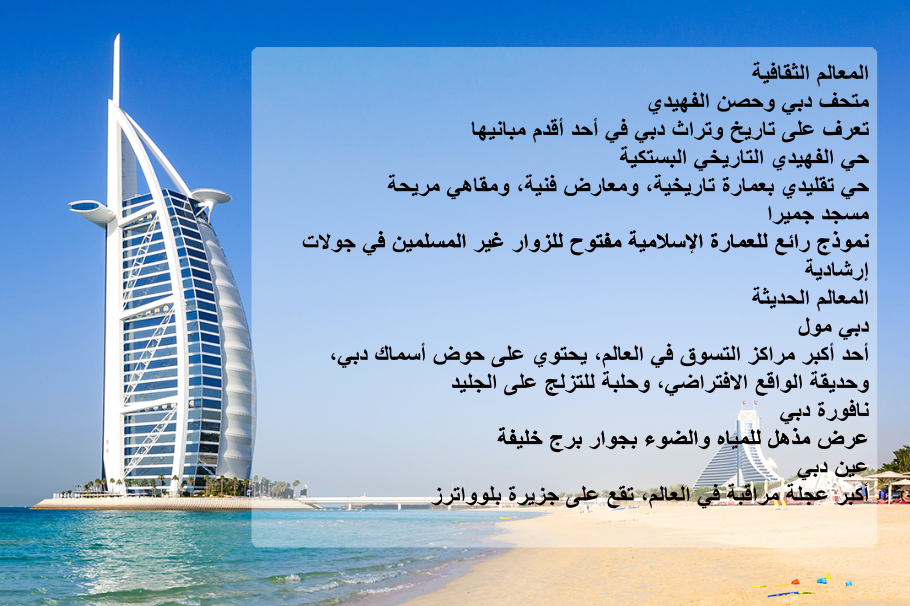 المعالم الثقافية
متحف دبي وحصن الفهيدي
تعرف على تاريخ وتراث دبي في أحد أقدم مبانيها
حي الفهيدي التاريخي البستكية
حي تقليدي بعمارة تاريخية، ومعارض فنية، ومقاهي مريحة
مسجد جميرا
نموذج رائع للعمارة الإسلامية مفتوح للزوار غير المسلمين في جولات
إرشادية
المعالم الحديثة
دبي مول
أحد أكبر مراكز التسوق في العالم، يحتوي على حوض أسماك دبي،
وحديقة الواقع الافتراضي، وحلبة للتزلج على الجليد
نافورة دبي
عرض مذهل للمياه والضوء بجوار برج خليفة
عين دبي
أكبر عجلة مراقبة في العالم، تقع على جزيرة بلوواترز